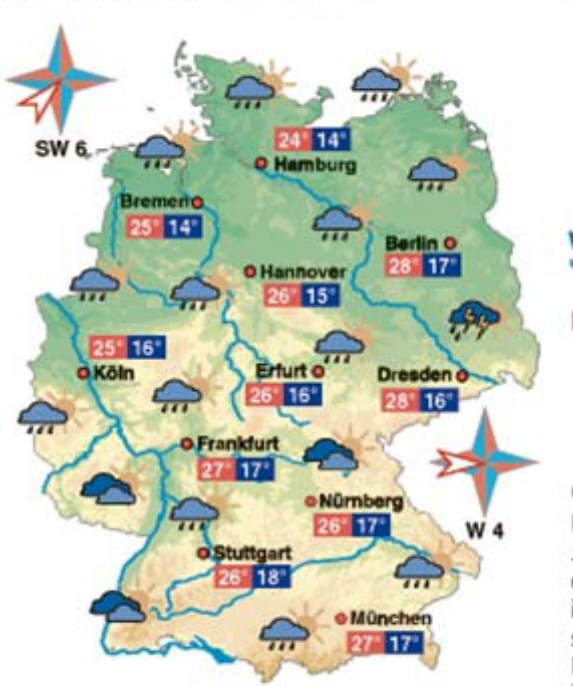 24° 14°
Hamburg
SW 6
Bremen
25° 14°
Berlin
28° 17°
Hannover
26° 15°
25° 16°
Köln
Erfurt
26° 16°
Dresden
28° 16°
Frankfurt
27° 17°
Nürnberg
26° 17°
W 4
Stuttgart
26° 18°
München
27° 17°